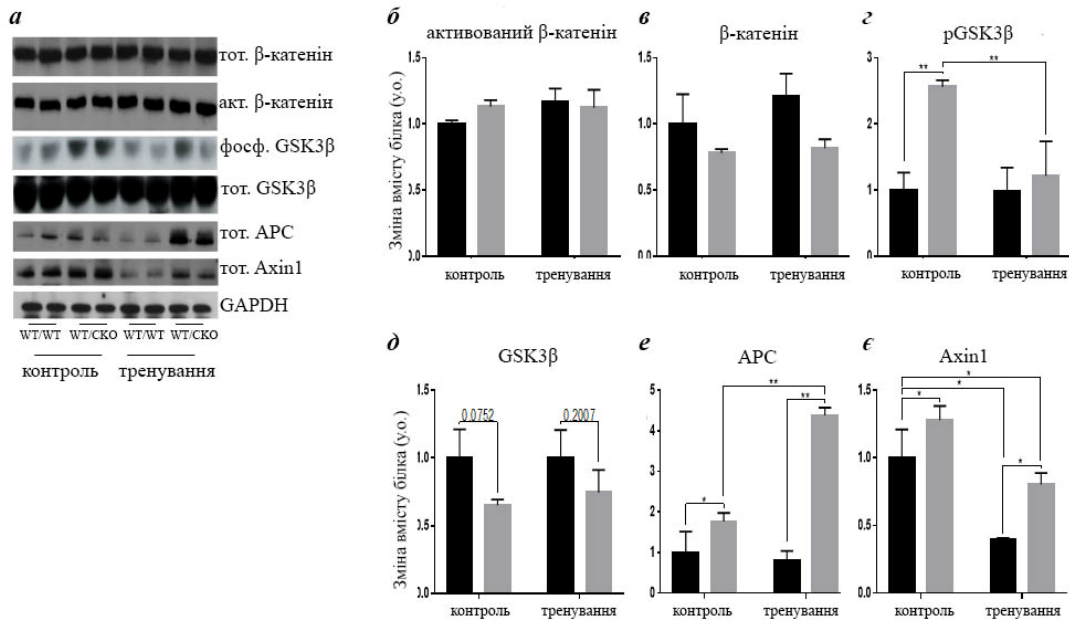 а
тот. β-катенін
акт. β-катенін
фосф. GSK3β
тот. GSK3β
тот. APC
тот. Axin1
GAPDH
WT/WT WT/CKO WT/WT WT/CKO
контроль тренування
б
активований β-катенін
Зміна вмісту білка (у.о.)
1.5
1.0
0.5
0.0
контроль тренування
в
β-катенін
1.5
1.0
0.5
0.0
контроль тренування
г
pGSK3β
** **
3
2
1
0
контроль тренування
д
GSK3β
Зміна вмісту білка (у.о.)
0.0752 0.2007
1.5
1.0
0.5
0.0
контроль тренування
е
APC
**
**
*
5
4
3
2
1
0
контроль тренування
є
Axin1
*
*
*
*
1.5
1.0
0.5
0.0
контроль тренування